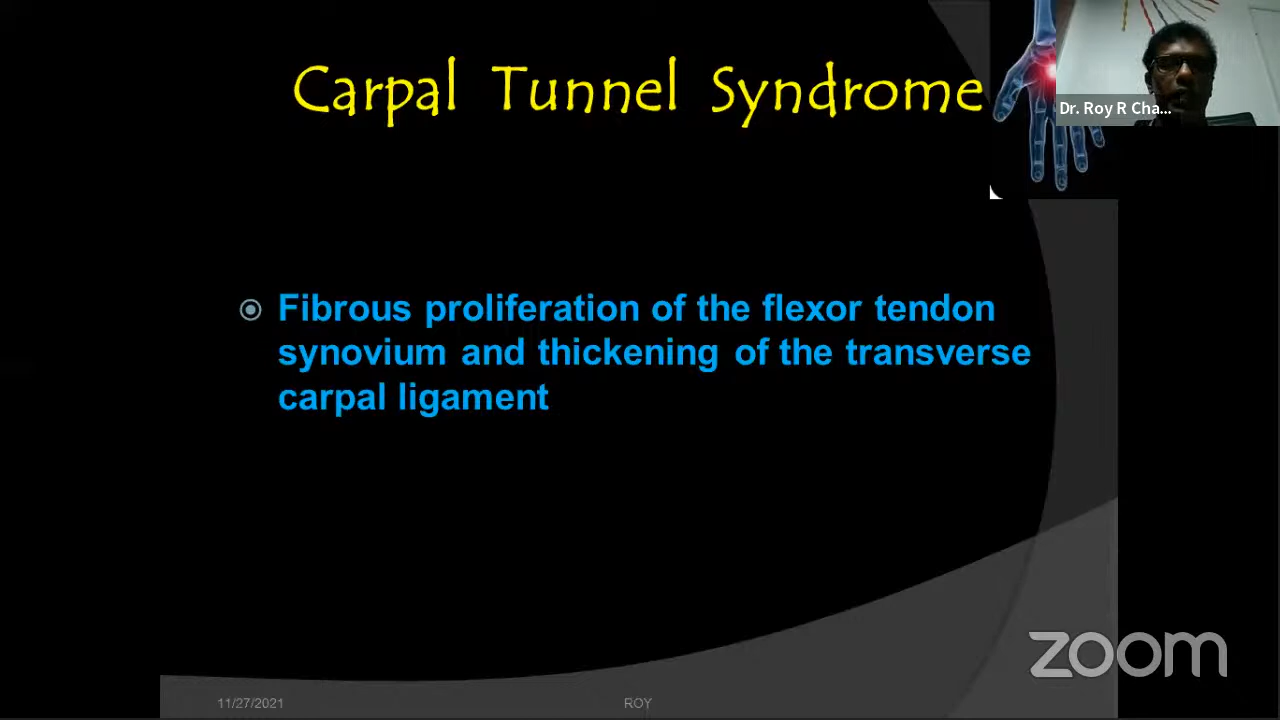 Carpal Tunnel Syndrome
Dr. Roy R Cha...
Fibrous proliferation of the flexor tendon
synovium and thickening of the transverse
carpal ligament
zoom
11/27/2021
ROY